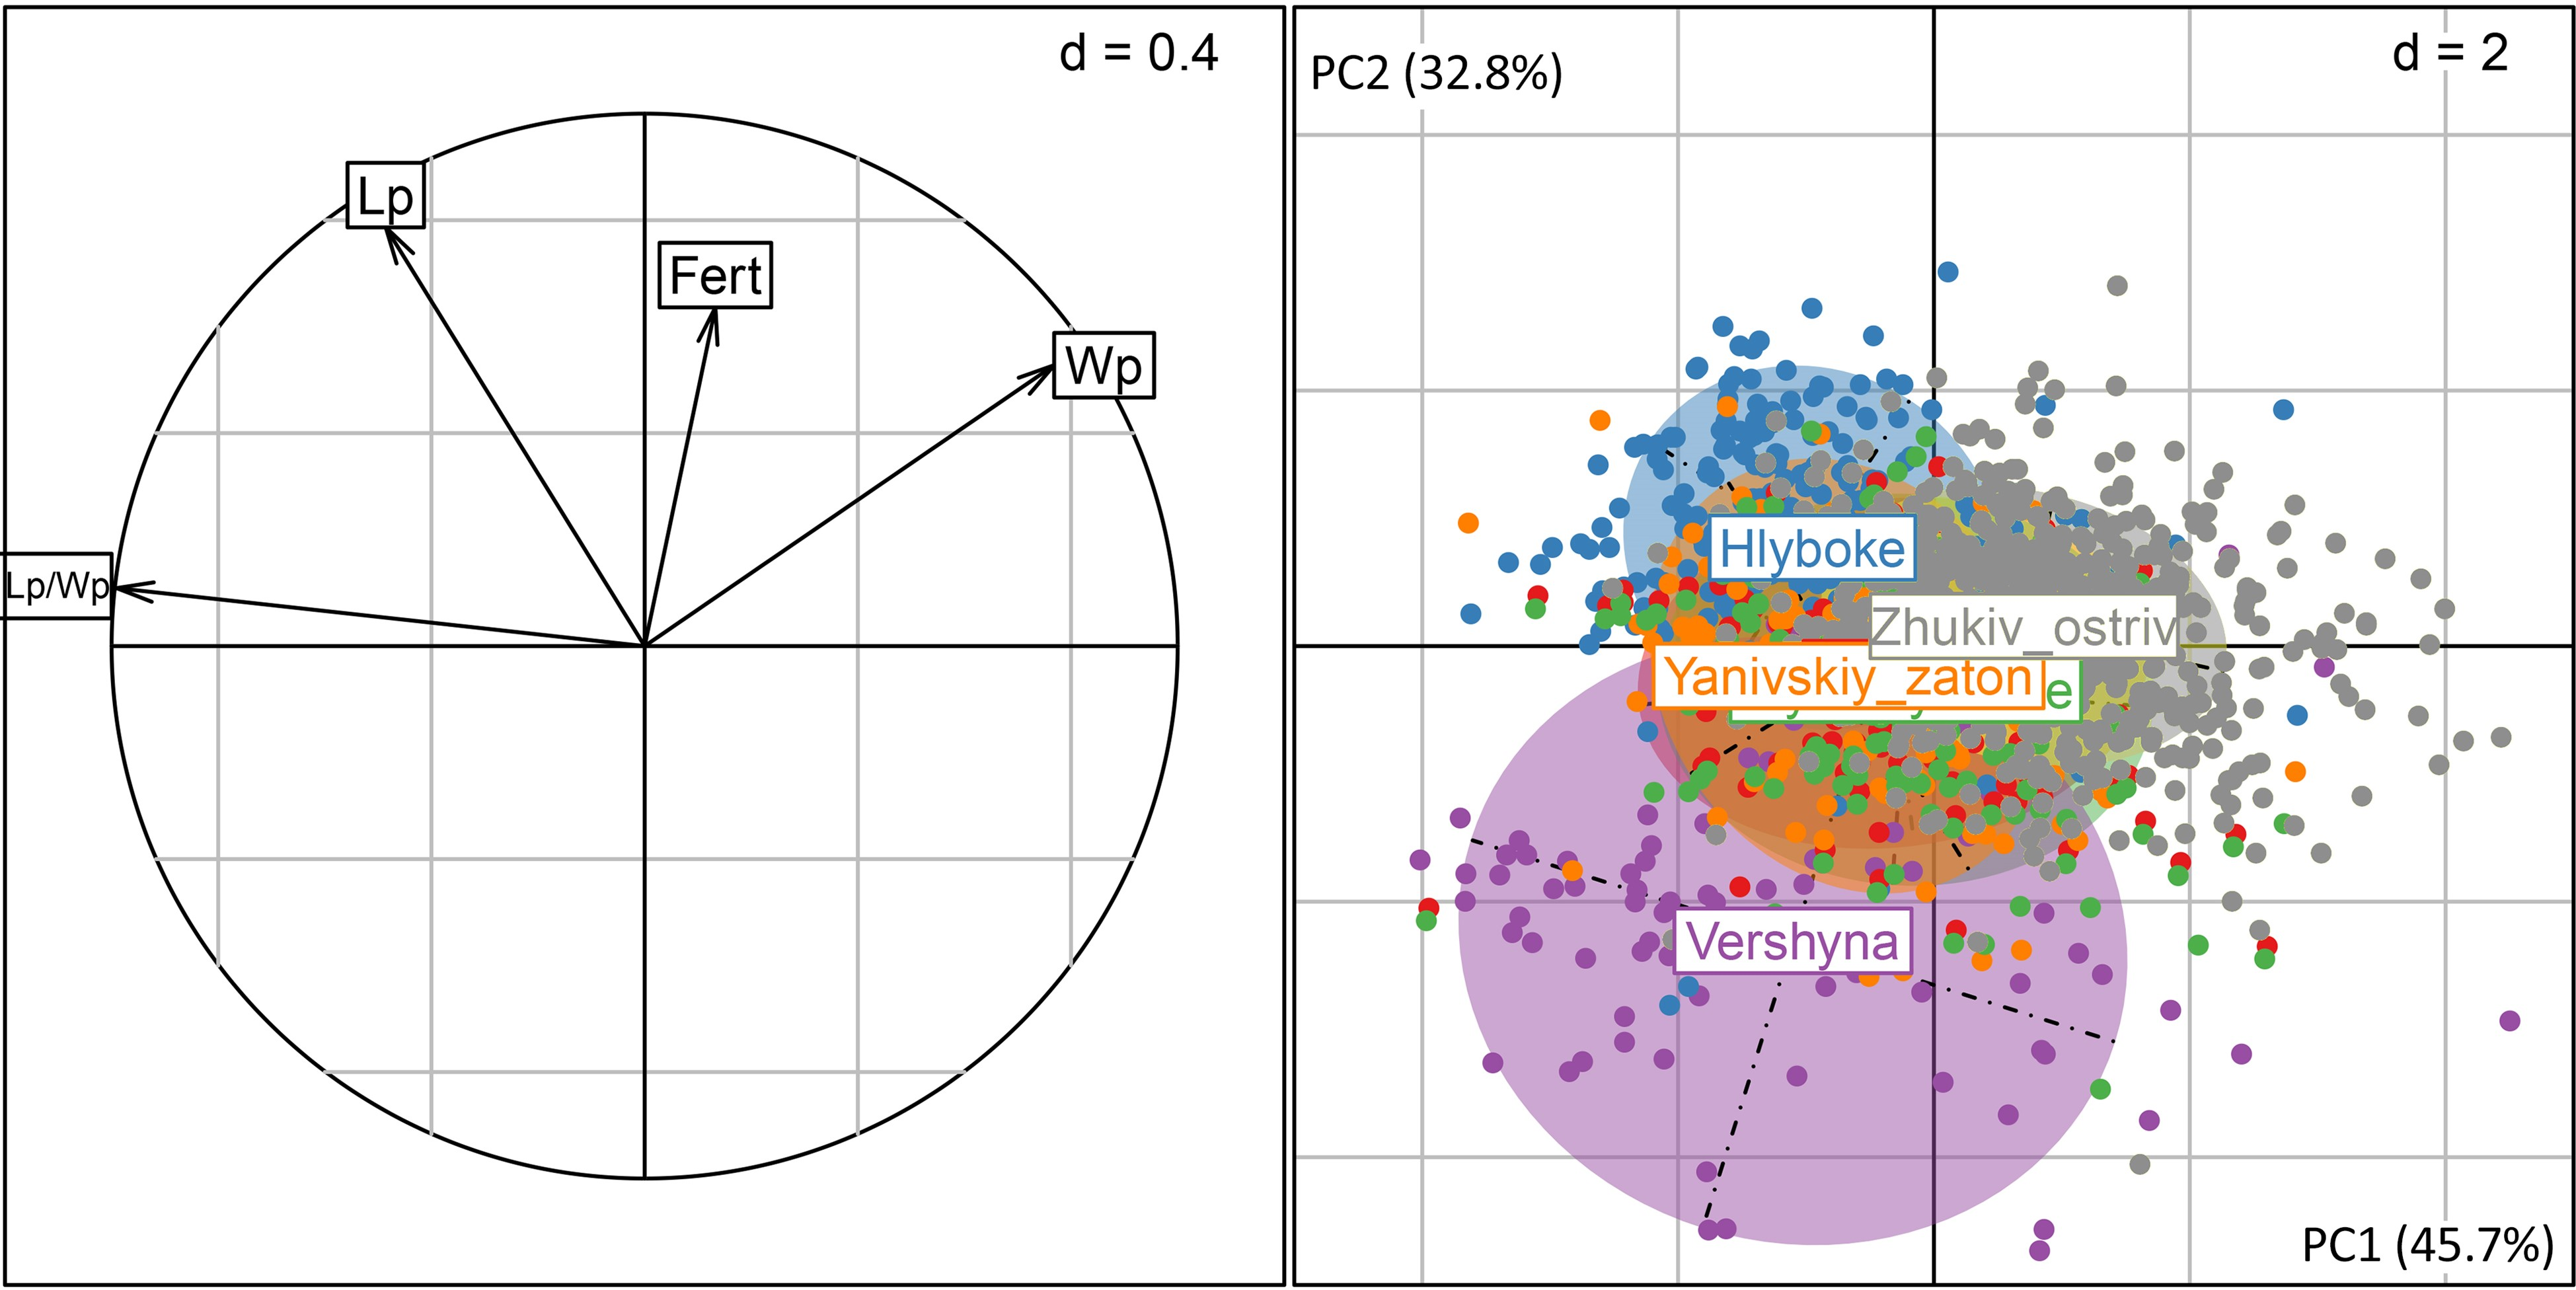 d = 0.4
Lp
Fert
Wp
Lp/Wp
PC2 (32.8%)
d = 2
Hlyboke
Zhukiv_ostriv
Yanivskiy_zaton
Vershyna
PC1 (45.7%)